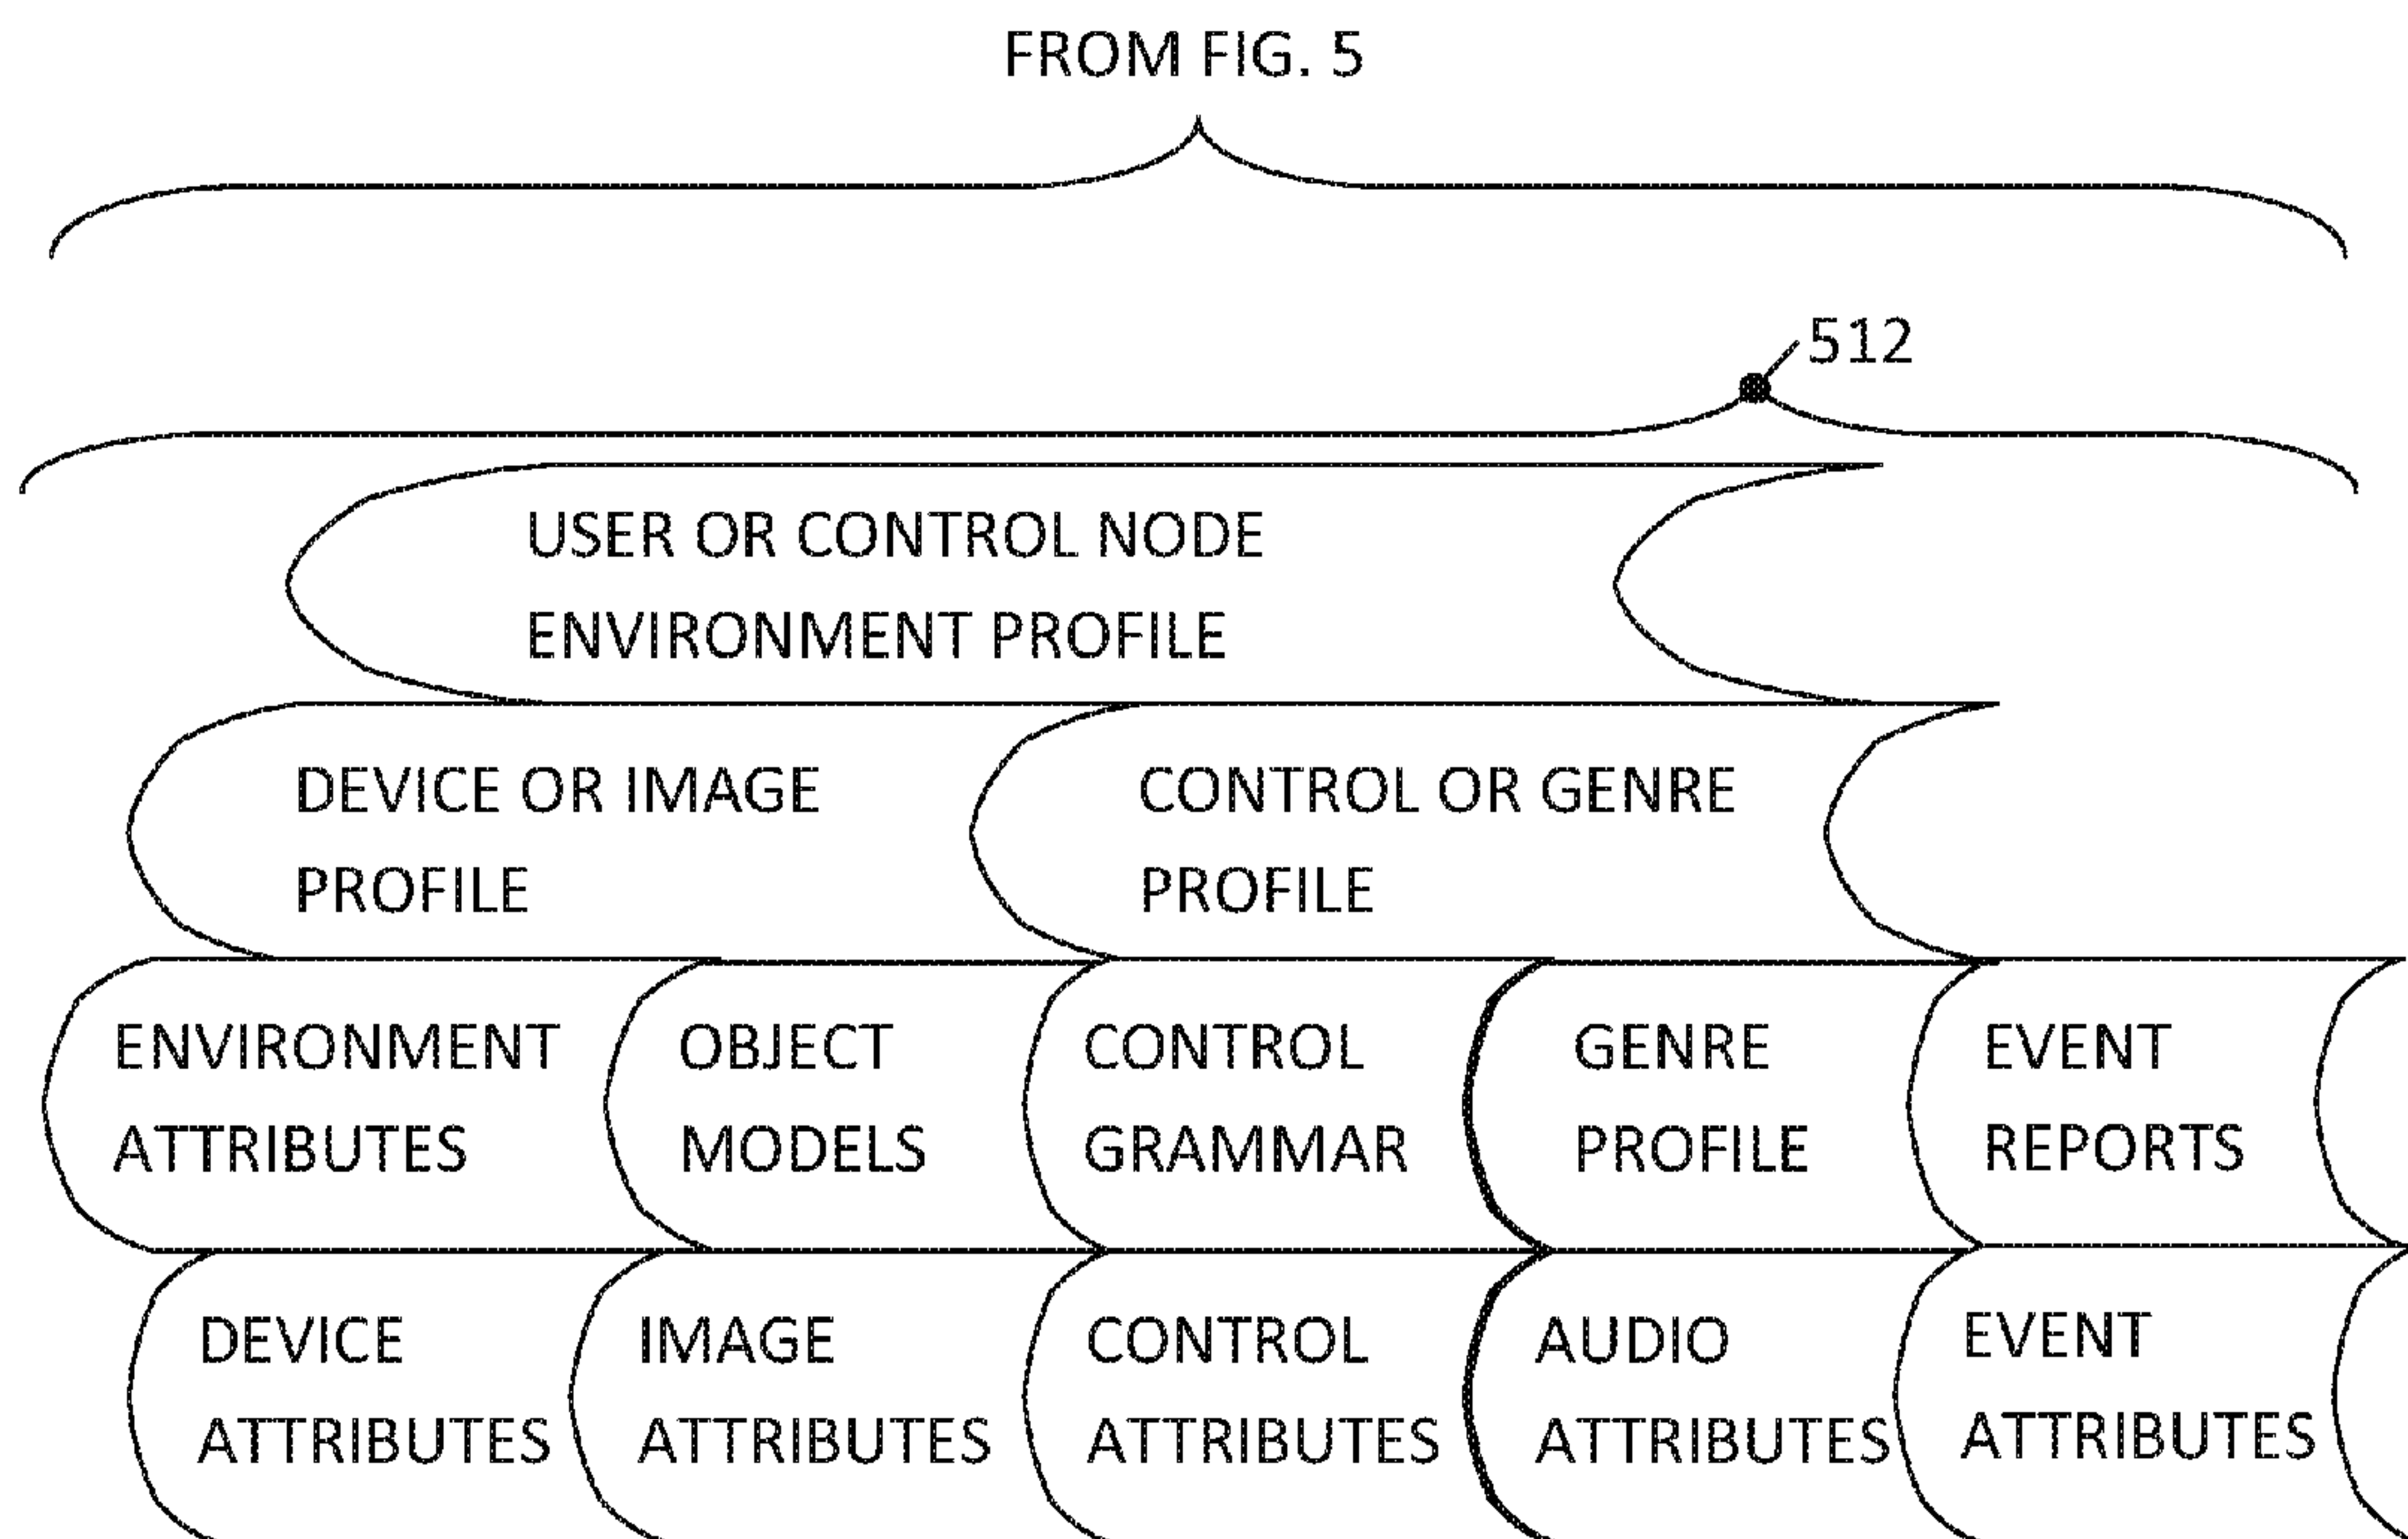 FROM FIG. 5
512
USER OR CONTROL NODE
ENVIRONMENT PROFILE
DEVICE OR IMAGE
PROFILE
CONTROL OR GENRE
PROFILE
ENVIRONMENT
ATTRIBUTES
OBJECT
MODELS
CONTROL
GRAMMAR
GENRE
PROFILE
EVENT
REPORTS
DEVICE
ATTRIBUTES
IMAGE
ATTRIBUTES
CONTROL
ATTRIBUTES
AUDIO
ATTRIBUTES
EVENT
ATTRIBUTES